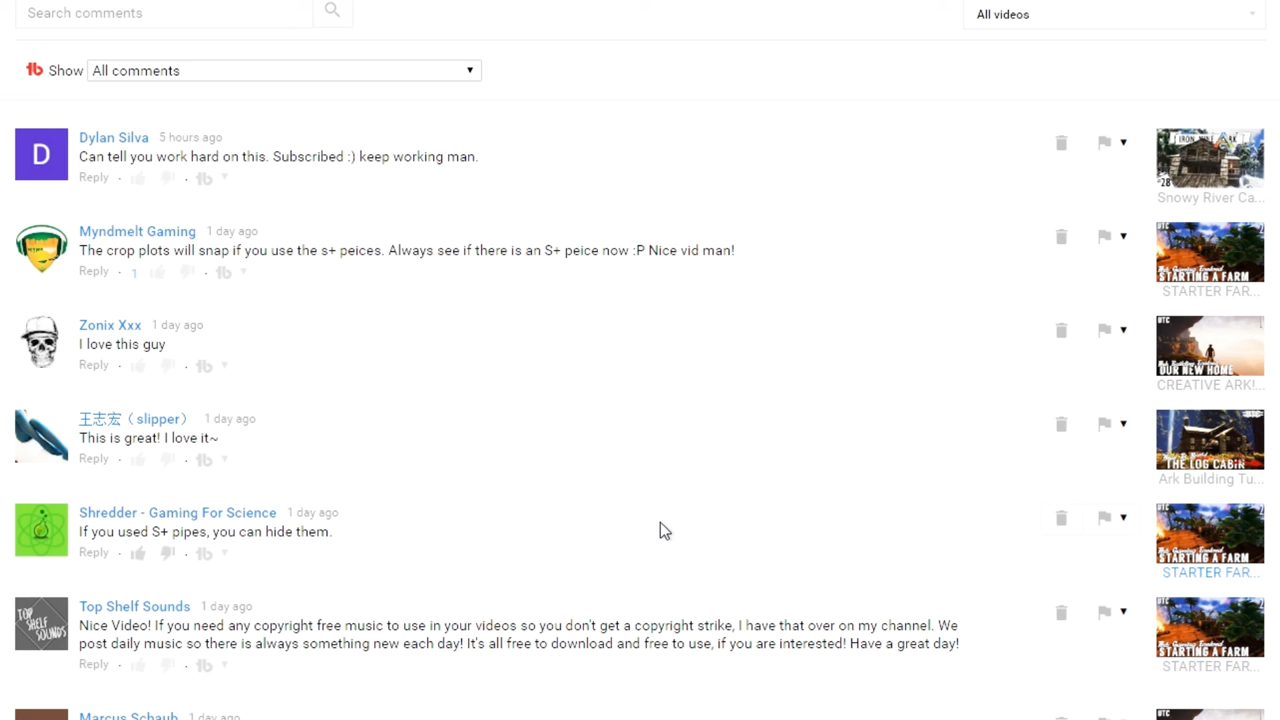 Search comments
All videos
Show All comments
Dylan Silva 5 hours ago
Can tell you work hard on this. Subscribed :) keep working man.
Reply
D
IRON MINE ARK
28
Snowy River Ca...
Myndmelt Gaming 1 day ago
The crop plots will snap if you use the s+ peices. Always see if there is an S+ peice now :P Nice vid man!
Reply 1
STARTING A FARM
STARTER FAR...
Zonix Xxx 1 day ago
I love this guy
Reply
OUR NEW HOME
CREATIVE ARK!...
王志宏（slipper） 1 day ago
This is great! I love it~
Reply
THE LOG CABIN
Ark Building Tu...
Shredder - Gaming For Science 1 day ago
If you used S+ pipes, you can hide them.
Reply
STARTING A FARM
STARTER FAR...
Top Shelf Sounds 1 day ago
Nice Video! If you need any copyright free music to use in your videos so you don't get a copyright strike, I have that over on my channel. We
post daily music so there is always something new each day! It's all free to download and free to use, if you are interested! Have a great day!
Reply
TOP SHELF SOUNDS
STARTING A FARM
STARTER FAR...
Marcus Schaub 1 day ago